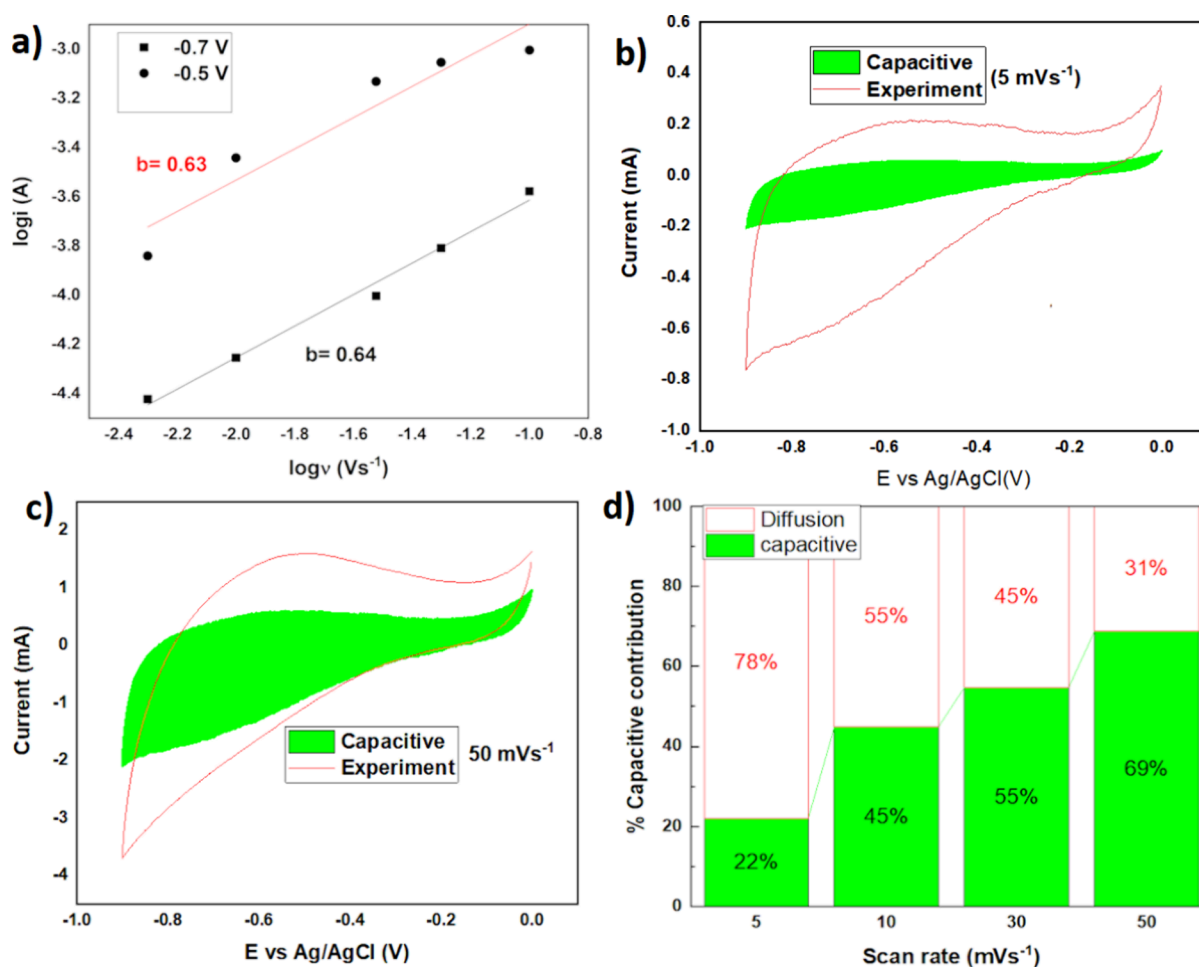 a)
-0.7 V
-0.5 V
b= 0.63
b= 0.64
logi (A)
-3.0
-3.2
-3.4
-3.6
-3.8
-4.0
-4.2
-4.4
-2.4 -2.2 -2.0 -1.8 -1.6 -1.4 -1.2 -1.0 -0.8
logν (Vs⁻¹)
b)
Capacitive
Experiment
(5 mVs⁻¹)
Current (mA)
0.6
0.4
0.2
0.0
-0.2
-0.4
-0.6
-0.8
-1.0
-1.0 -0.8 -0.6 -0.4 -0.2 0.0
E vs Ag/AgCl(V)
c)
Current (mA)
2
1
0
-1
-2
-3
-4
Capacitive
Experiment
50 mVs⁻¹
-1.0 -0.8 -0.6 -0.4 -0.2 0.0
E vs Ag/AgCl (V)
d)
Diffusion
capacitive
% Capacitive contribution
100
80
60
40
20
0
78%
55%
45%
31%
22%
45%
55%
69%
5 10 30 50
Scan rate (mVs⁻¹)